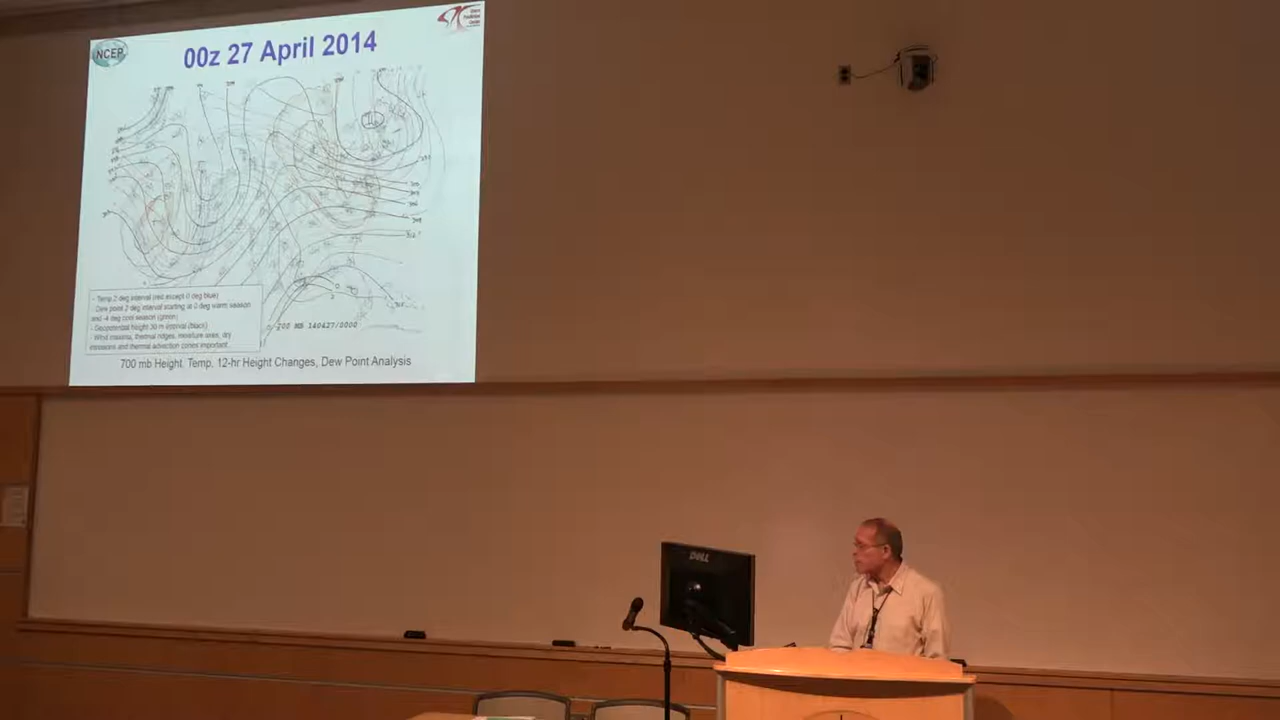 NCEP
00z 27 April 2014
- Temp 2 deg interval (red except 0 deg blue)
- Dew point 2 deg interval starting at 0 deg warm season
and -4 deg cool season (green)
- Geopotential height 30 m interval (black)
- Wind maxima, thermal ridges, moisture axes, dry
intrusions and thermal advection zones important
700 MB 140427/0000
700 mb Height, Temp, 12-hr Height Changes, Dew Point Analysis
DELL